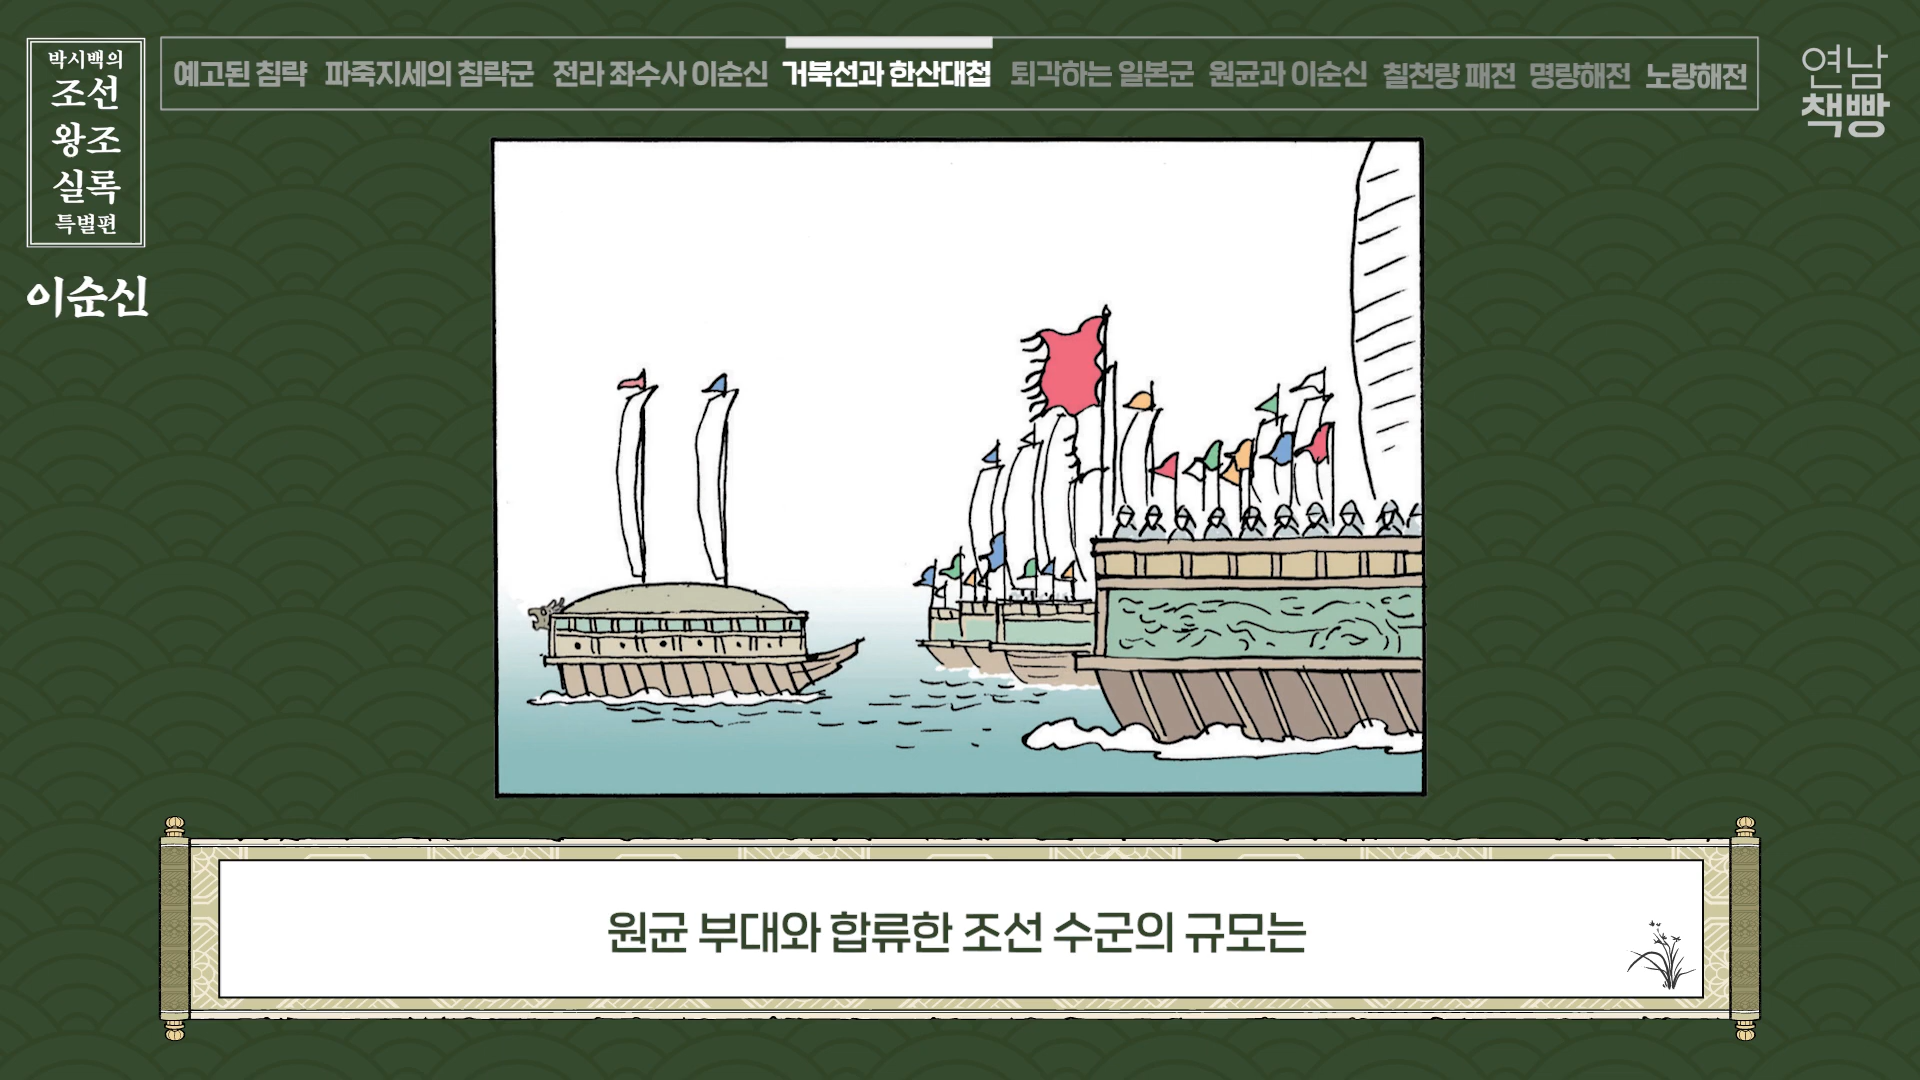 박시백의
조선
왕조
실록
특별편
이순신
예고된 침략 파죽지세의 침략군 전라 좌수사 이순신 거북선과 한산대첩 퇴각하는 일본군 원균과 이순신 칠천량 패전 명량해전 노량해전
연남
책빵
원균 부대와 합류한 조선 수군의 규모는